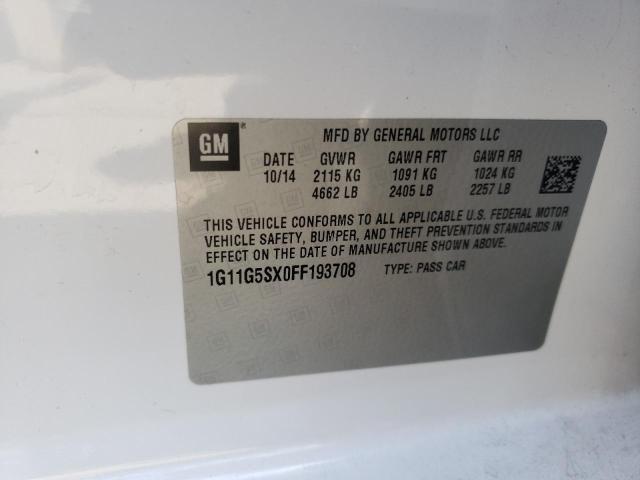 GM
MFD BY GENERAL MOTORS LLC
DATE GVWR GAWR FRT GAWR RR
10/14 2115 KG 1091 KG 1024 KG
4662 LB 2405 LB 2257 LB
THIS VEHICLE CONFORMS TO ALL APPLICABLE U.S. FEDERAL MOTOR
VEHICLE SAFETY, BUMPER, AND THEFT PREVENTION STANDARDS IN
EFFECT ON THE DATE OF MANUFACTURE SHOWN ABOVE.
1G11G5SX0FF193708 TYPE: PASS CAR